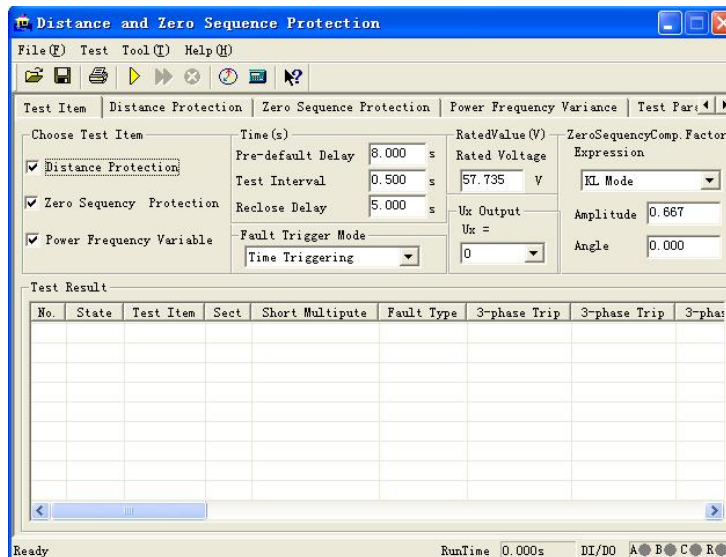 Distance and Zero Sequence Protection
File(F) Test Tool(T) Help(H)
Test Item Distance Protection Zero Sequence Protection Power Frequency Variance Test Para
Choose Test Item
Distance Protection
Zero Sequency Protection
Power Frequency Variable
Time(s)
Pre-default Delay 8.000 s
Test Interval 0.500 s
Reclose Delay 5.000 s
Fault Trigger Mode
Time Triggering
RatedValue(V)
Rated Voltage
57.735 V
Ux Output
Ux =
0
ZeroSequencyComp.Factor
Expression
KL Mode
Amplitude 0.667
Angle 0.000
Test Result
No. State Test Item Sect Short Multipute Fault Type 3-phase Trip 3-phase Trip 3-phas
Ready RunTime 0.000s DI/DO A B C R